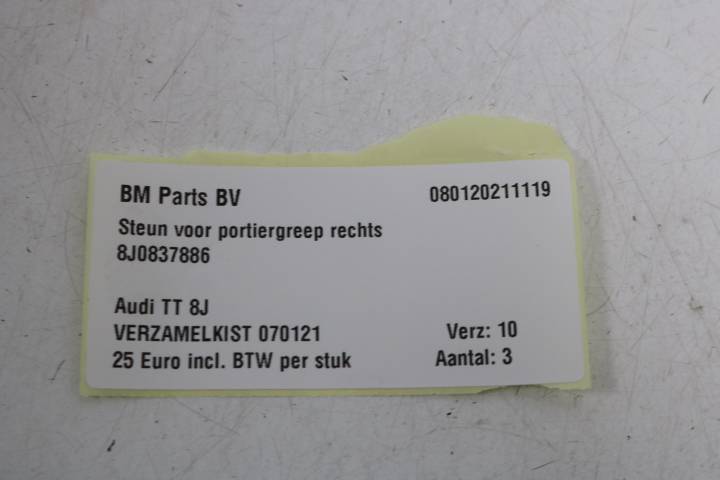 BM Parts BV 080120211119
Steun voor portiergreep rechts
8J0837886
Audi TT 8J
VERZAMELKIST 070121 Verz: 10
25 Euro incl. BTW per stuk Aantal: 3